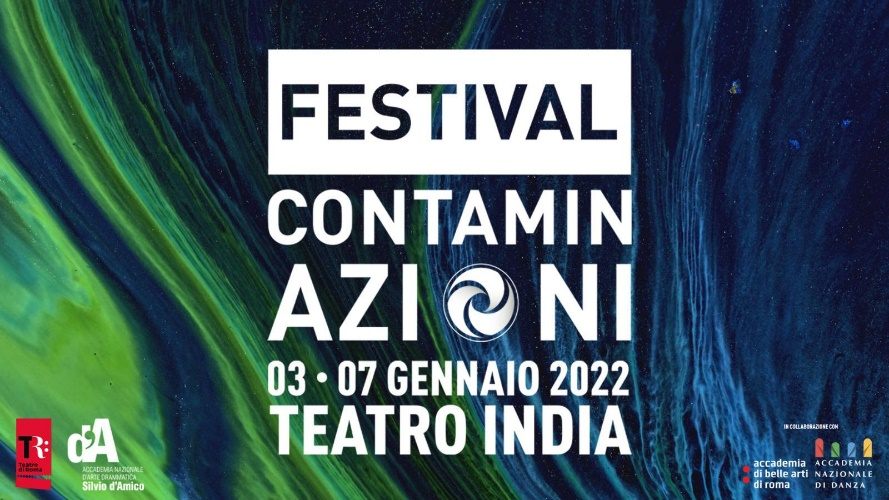 FESTIVAL
CONTAMIN
AZIONI
03 • 07 GENNAIO 2022
TEATRO INDIA
TR:
Teatro
di Roma
d'A
ACCADEMIA NAZIONALE
D'ARTE DRAMMATICA
Silvio d'Amico
IN COLLABORAZIONE CON
accademia
di belle arti
di roma
ACCADEMIA
NAZIONALE
DI DANZA